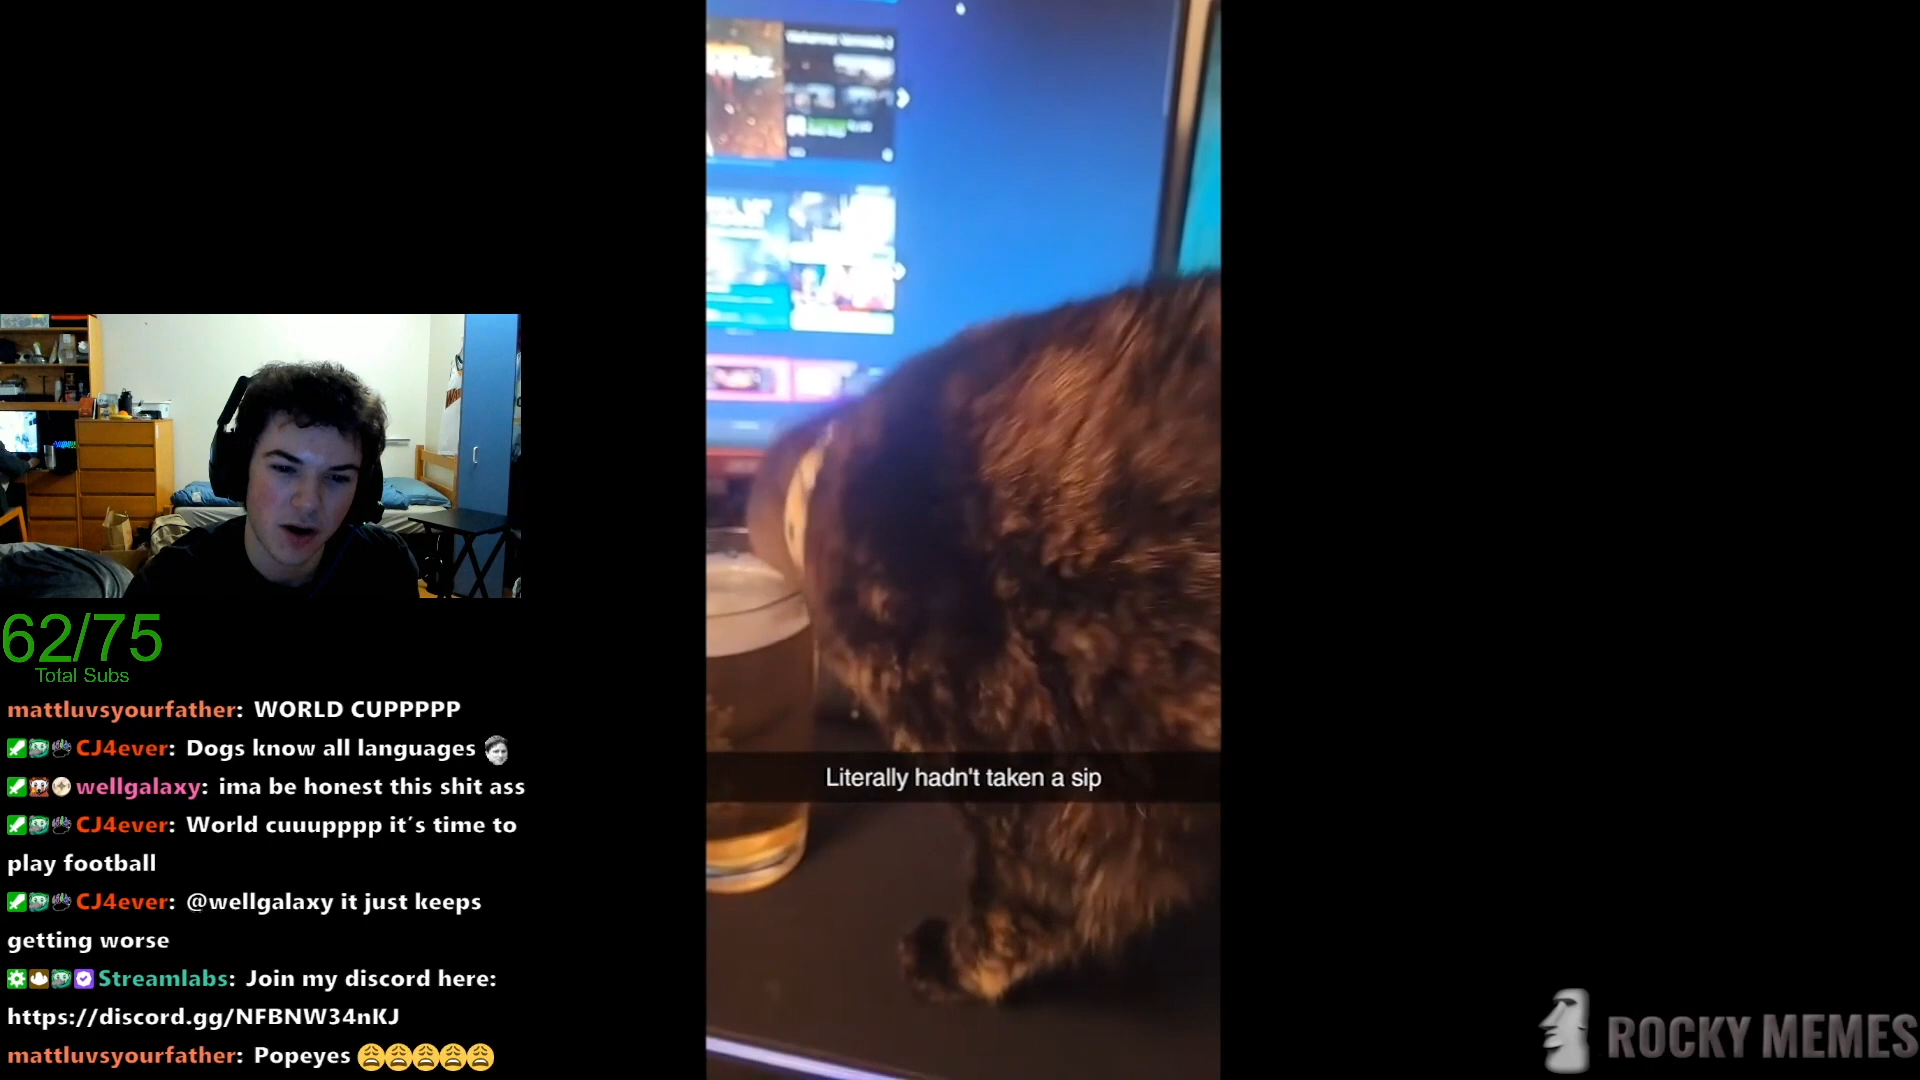 Literally hadn't taken a sip
62/75
Total Subs
mattluvsyourfather: WORLD CUPPPPP
CJ4ever: Dogs know all languages
wellgalaxy: ima be honest this shit ass
CJ4ever: World cuuupppp it's time to
play football
CJ4ever: @wellgalaxy it just keeps
getting worse
Streamlabs: Join my discord here:
https://discord.gg/NFBNW34nKJ
mattluvsyourfather: Popeyes 😩😩😩😩😩
ROCKY MEMES